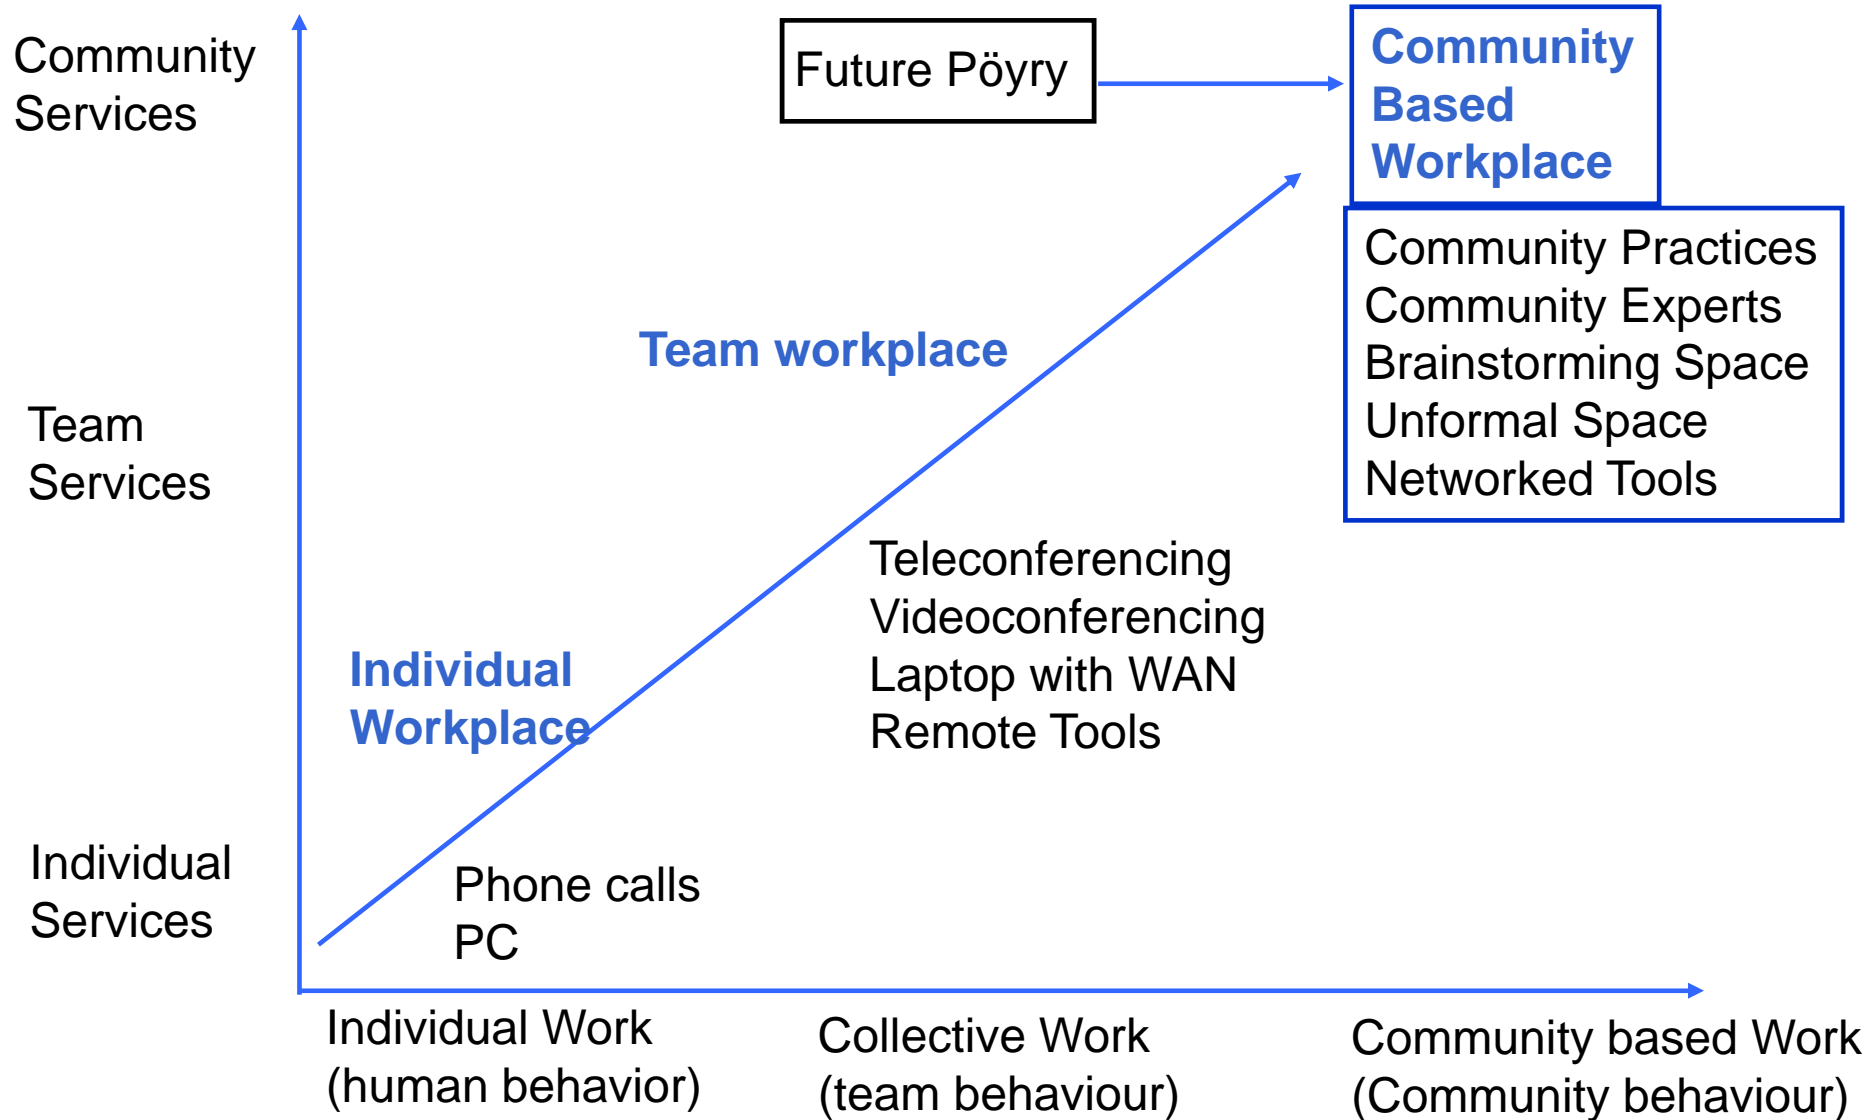 Community
Services
Future Pöyry
Community
Based
Workplace
Community Practices
Community Experts
Brainstorming Space
Unformal Space
Networked Tools
Team workplace
Team
Services
Teleconferencing
Videoconferencing
Laptop with WAN
Remote Tools
Individual
Workplace
Individual
Services
Phone calls
PC
Individual Work
(human behavior)
Collective Work
(team behaviour)
Community based Work
(Community behaviour)